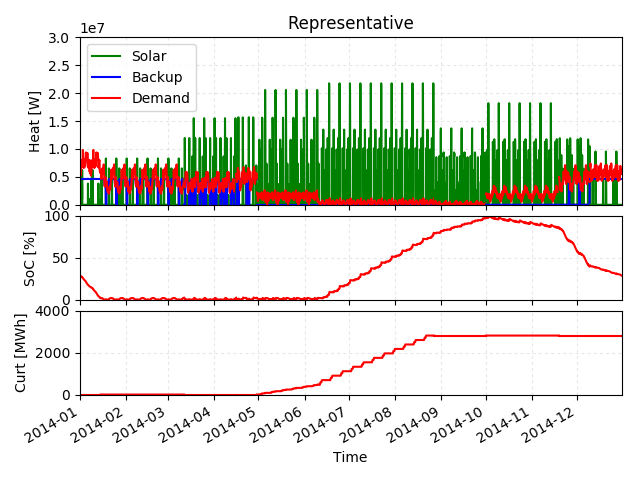 Representative
1e7
3.0
2.5
2.0
1.5
1.0
0.5
0.0
Heat [W]
Solar
Backup
Demand
100
50
0
SoC [%]
4000
2000
0
Curt [MWh]
2014-01
2014-02
2014-03
2014-04
2014-05
2014-06
2014-07
2014-08
2014-09
2014-10
2014-11
2014-12
Time